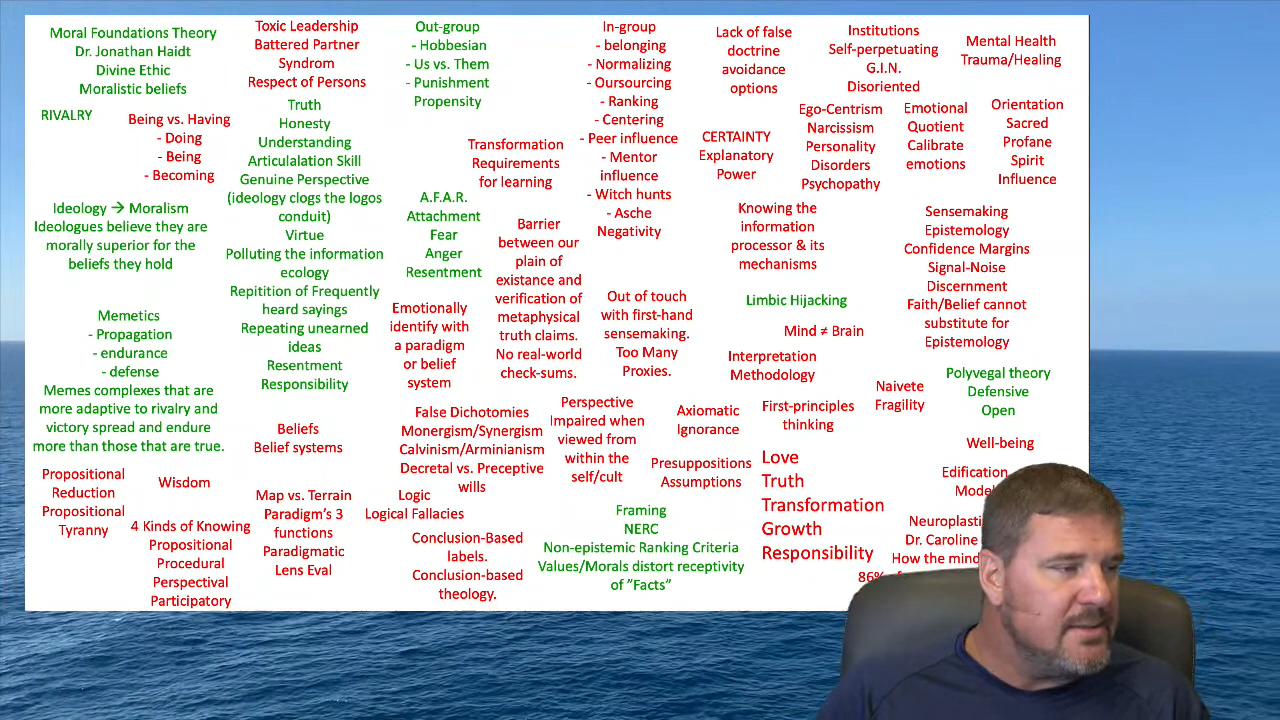 Moral Foundations Theory
Dr. Jonathan Haidt
Divine Ethic
Moralistic beliefs
RIVALRY
Being vs. Having
- Doing
- Being
- Becoming
Ideology → Moralism
Ideologues believe they are
morally superior for the
beliefs they hold
Memetics
- Propagation
- endurance
- defense
Memes complexes that are
more adaptive to rivalry and
victory spread and endure
more than those that are true.
Propositional
Reduction
Propositional
Tyranny
Wisdom
4 Kinds of Knowing
Propositional
Procedural
Perspectival
Participatory
Toxic Leadership
Battered Partner
Syndrom
Respect of Persons
Truth
Honesty
Understanding
Articulalation Skill
Genuine Perspective
(ideology clogs the logos
conduit)
Virtue
Polluting the information
ecology
Repitition of Frequently
heard sayings
Repeating unearned
ideas
Resentment
Responsibility
Beliefs
Belief systems
Map vs. Terrain
Paradigm's 3
functions
Paradigmatic
Lens Eval
Out-group
- Hobbesian
- Us vs. Them
- Punishment
Propensity
A.F.A.R.
Attachment
Fear
Anger
Resentment
Emotionally
identify with
a paradigm
or belief
system
Transformation
Requirements
for learning
Barrier
between our
plain of
existance and
verification of
metaphysical
truth claims.
No real-world
check-sums.
False Dichotomies
Monergism/Synergism
Calvinism/Arminianism
Decretal vs. Preceptive
wills
Logic
Logical Fallacies
Conclusion-Based
labels.
Conclusion-based
theology.
In-group
- belonging
- Normalizing
- Oursourcing
- Ranking
- Centering
- Peer influence
- Mentor
influence
- Witch hunts
- Asche
Negativity
Out of touch
with first-hand
sensemaking.
Too Many
Proxies.
Perspective
Impaired when
viewed from
within the
self/cult
Framing
NERC
Non-epistemic Ranking Criteria
Values/Morals distort receptivity
of "Facts"
Lack of false
doctrine
avoidance
options
CERTAINTY
Explanatory
Power
Knowing the
information
processor & its
mechanisms
Limbic Hijacking
Mind ≠ Brain
Interpretation
Methodology
Axiomatic
Ignorance
Presuppositions
Assumptions
First-principles
thinking
Love
Truth
Transformation
Growth
Responsibility
Institutions
Self-perpetuating
G.I.N.
Disoriented
Ego-Centrism
Narcissism
Personality
Disorders
Psychopathy
Emotional
Quotient
Calibrate
emotions
Mental Health
Trauma/Healing
Orientation
Sacred
Profane
Spirit
Influence
Sensemaking
Epistemology
Confidence Margins
Signal-Noise
Discernment
Faith/Belief cannot
substitute for
Epistemology
Naivete
Fragility
Polyvegal theory
Defensive
Open
Well-being
Edification
Dr. Caroline
How the mind
86%